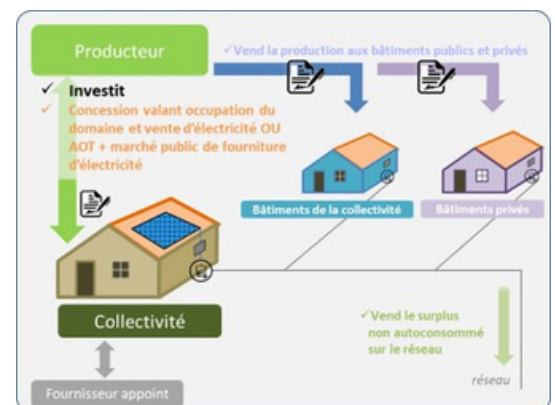 Producteur
✓Vend la production aux bâtiments publics et privés
✓ Investit
✓ Concession valant occupation du
domaine et vente d'électricité OU
AOT + marché public de fourniture
d'électricité
Bâtiments de la collectivité
Bâtiments privés
Collectivité
✓Vend le surplus
non autoconsommé
sur le réseau
réseau
Fournisseur appoint